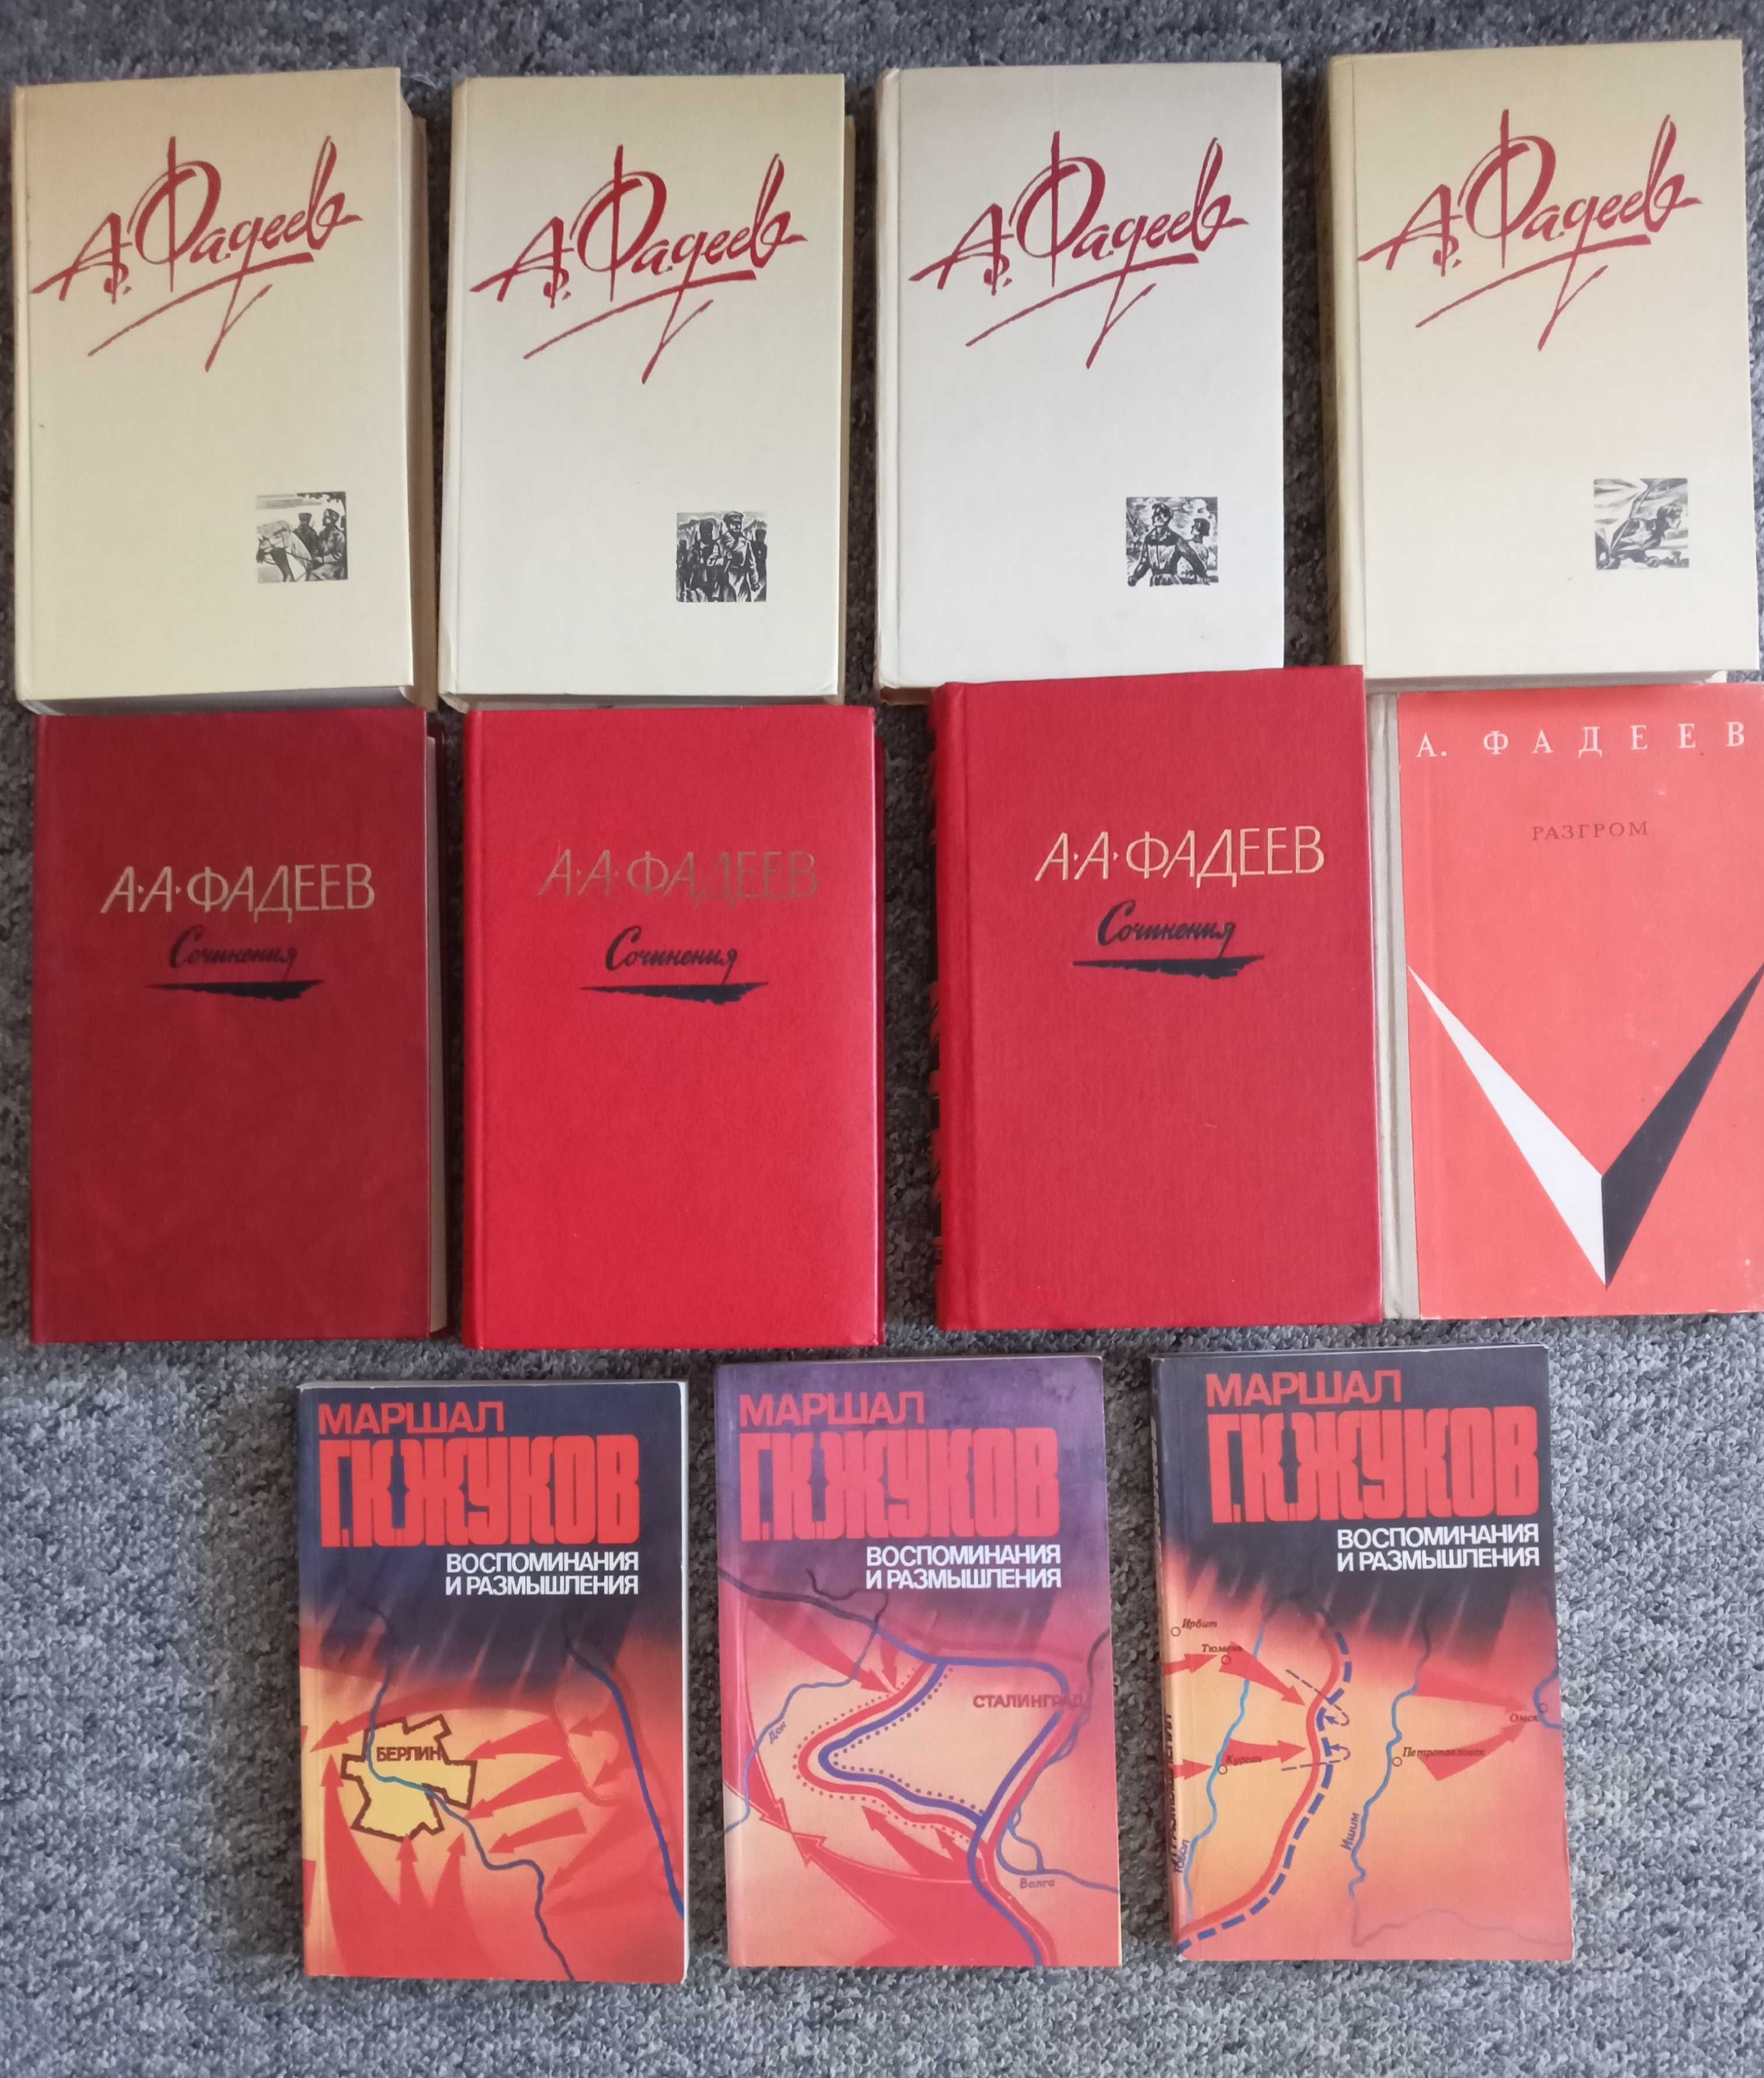 А. Фадеев
А. Фадеев
А. Фадеев
А. Фадеев
А·А·ФАДЕЕВ
Сочинения
А·А·ФАДЕЕВ
Сочинения
А·А·ФАДЕЕВ
Сочинения
А. ФАДЕЕВ
РАЗГРОМ
МАРШАЛ
Г.К.ЖУКОВ
ВОСПОМИНАНИЯ
И РАЗМЫШЛЕНИЯ
БЕРЛИН
МАРШАЛ
Г.К.ЖУКОВ
ВОСПОМИНАНИЯ
И РАЗМЫШЛЕНИЯ
СТАЛИНГРАД
Дон
Волга
МАРШАЛ
Г.К.ЖУКОВ
ВОСПОМИНАНИЯ
И РАЗМЫШЛЕНИЯ
Ирбит
Тюмень
Омск
Курган
Петропавловск
Ишим
Тобол